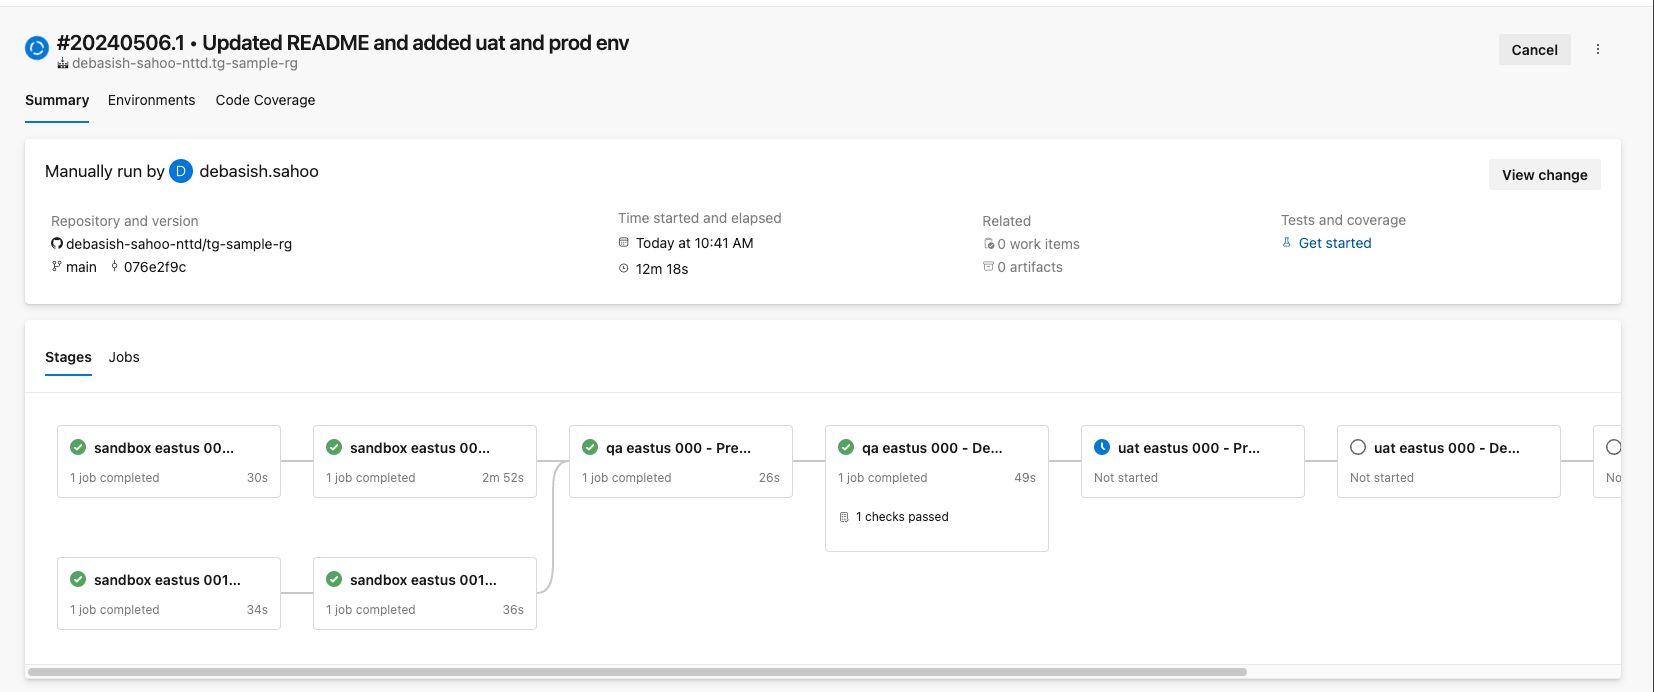 #20240506.1 • Updated README and added uat and prod env
debasish-sahoo-nttd.tg-sample-rg
Cancel
Summary Environments Code Coverage
Manually run by D debasish.sahoo
View change
Repository and version
debasish-sahoo-nttd/tg-sample-rg
main 076e2f9c
Time started and elapsed
Today at 10:41 AM
12m 18s
Related
0 work items
0 artifacts
Tests and coverage
Get started
Stages Jobs
sandbox eastus 00...
1 job completed 30s
sandbox eastus 00...
1 job completed 2m 52s
qa eastus 000 - Pre...
1 job completed 26s
qa eastus 000 - De...
1 job completed 49s
1 checks passed
uat eastus 000 - Pr...
Not started
uat eastus 000 - De...
Not started
No
sandbox eastus 001...
1 job completed 34s
sandbox eastus 001...
1 job completed 36s